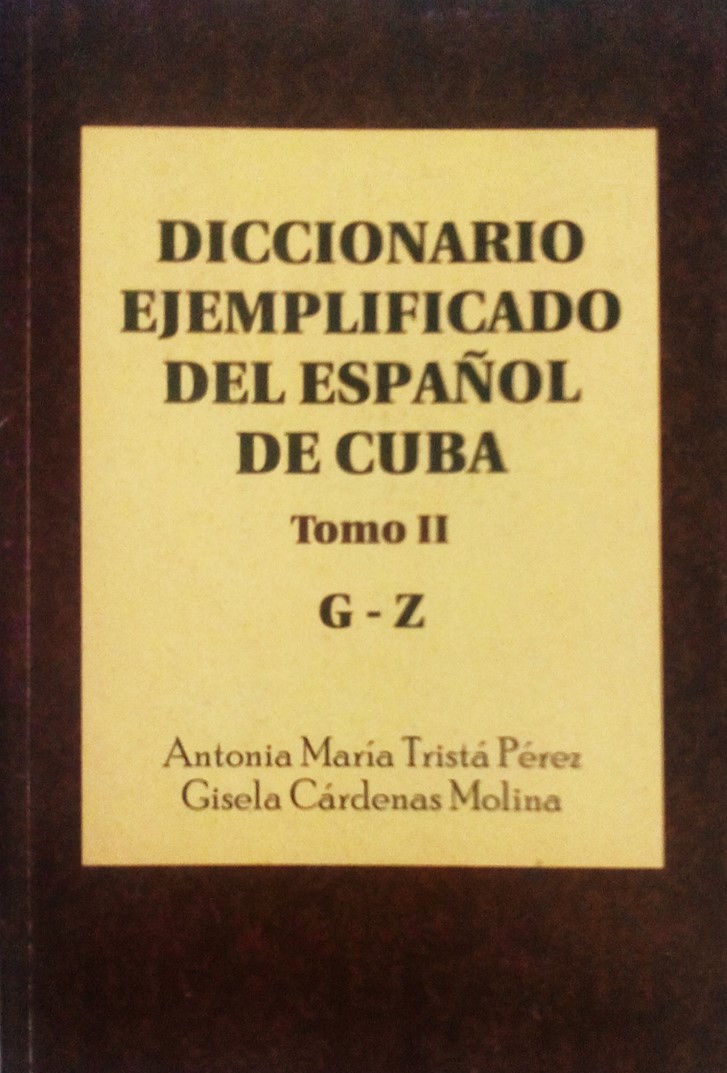 DICCIONARIO
EJEMPLIFICADO
DEL ESPAÑOL
DE CUBA
Tomo II
G - Z
Antonia María Tristá Pérez
Gisela Cárdenas Molina